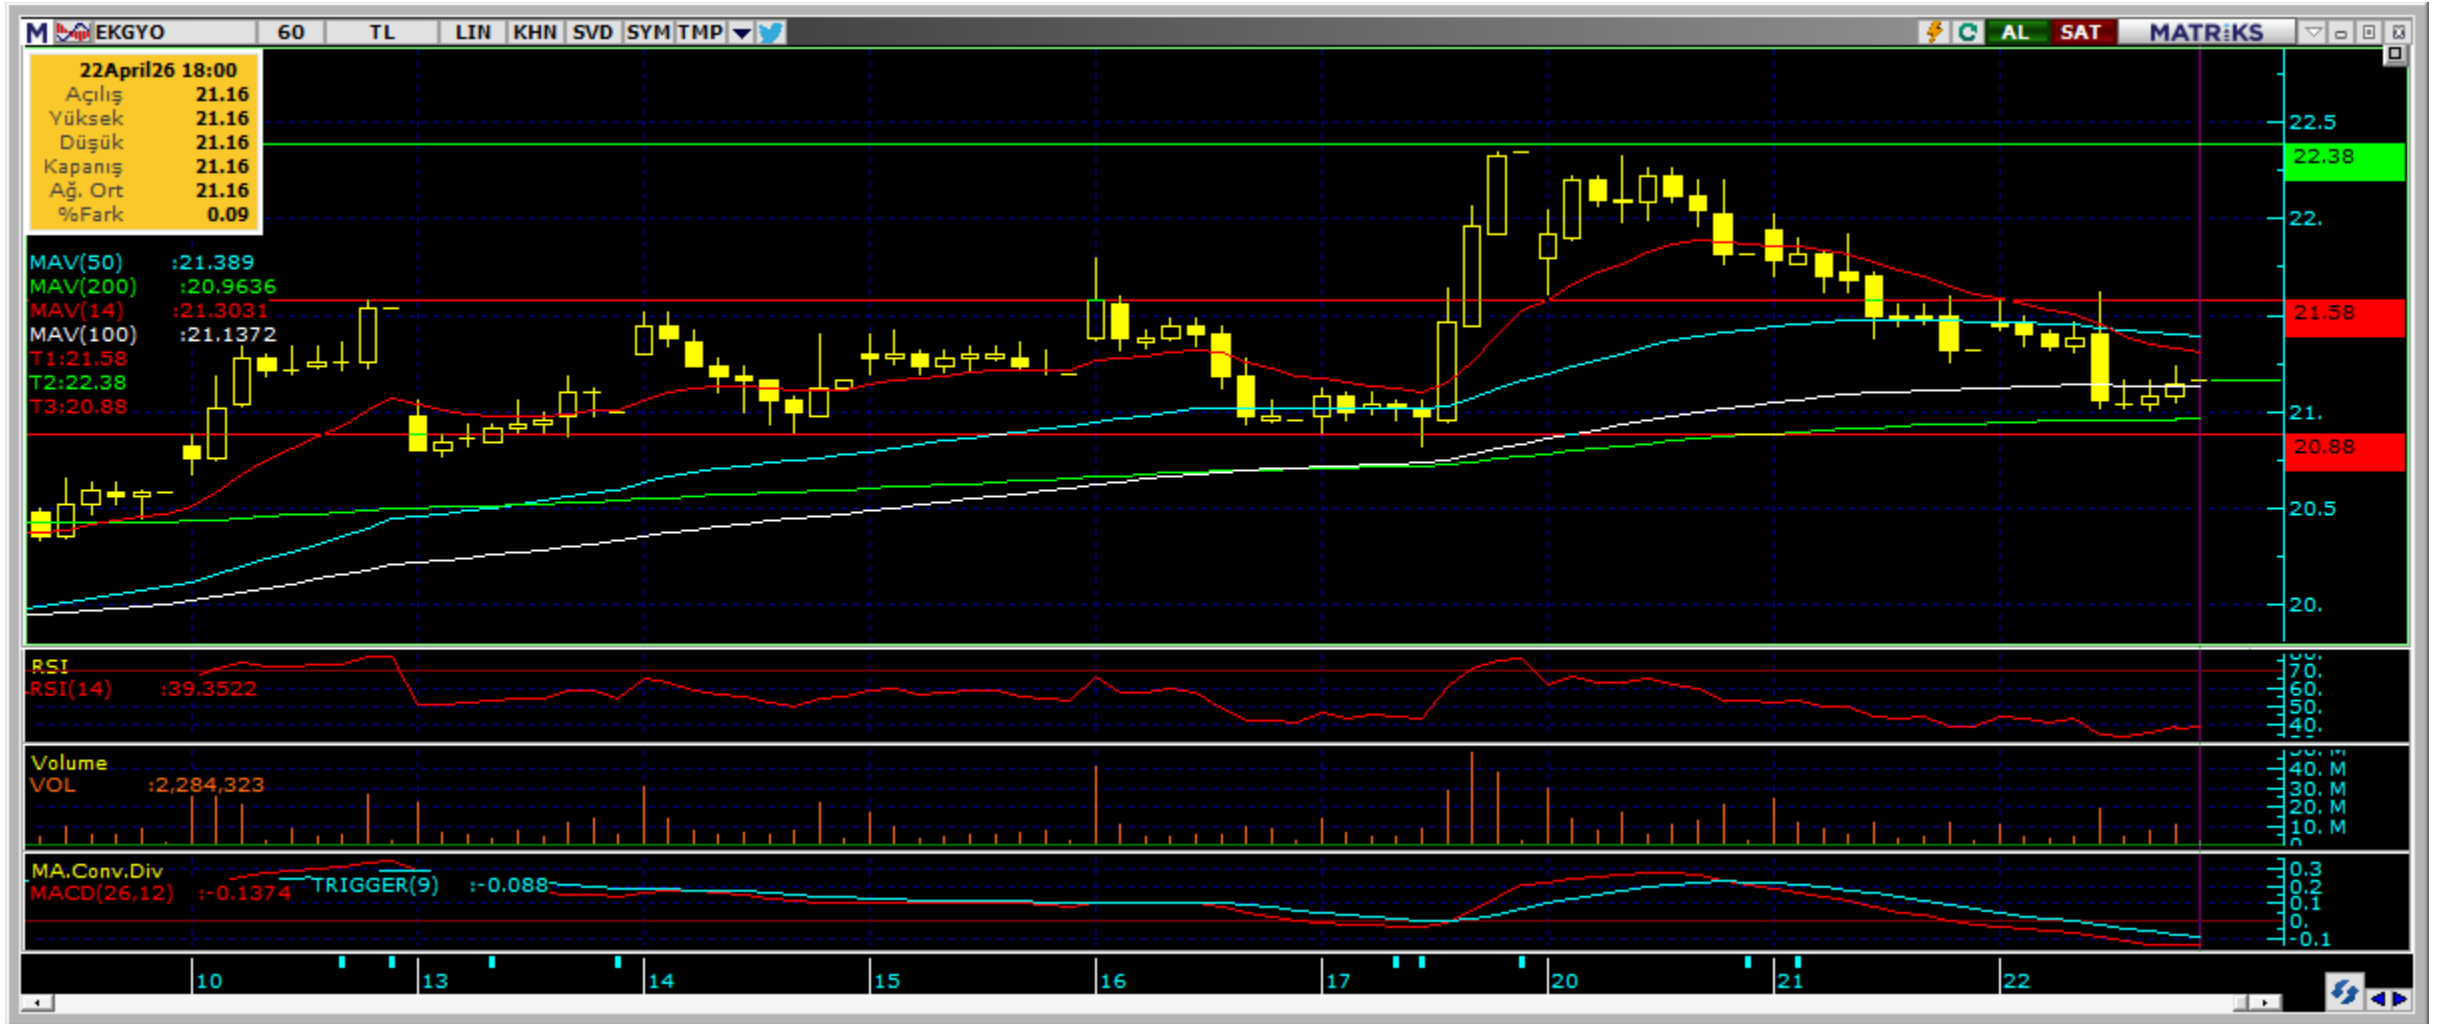 M EKGYO 60 TL LIN KHN SVD SYM TMP AL SAT MATRiKS
22April26 18:00
Açılış 21.16
Yüksek 21.16
Düşük 21.16
Kapanış 21.16
Ağ. Ort 21.16
%Fark 0.09
MAV(50) :21.389
MAV(200) :20.9636
MAV(14) :21.3031
MAV(100) :21.1372
T1:21.58
T2:22.38
T3:20.88
22.5
22.38
22.
21.58
21.
20.88
20.5
20.
RSI
RSI(14) :39.3522
70.
60.
50.
40.
Volume
VOL :2,284,323
40. M
30. M
20. M
10. M
MA.Conv.Div
MACD(26,12) :-0.1374 TRIGGER(9) :-0.088
0.3
0.2
0.1
0.
-0.1
10 13 14 15 16 17 20 21 22